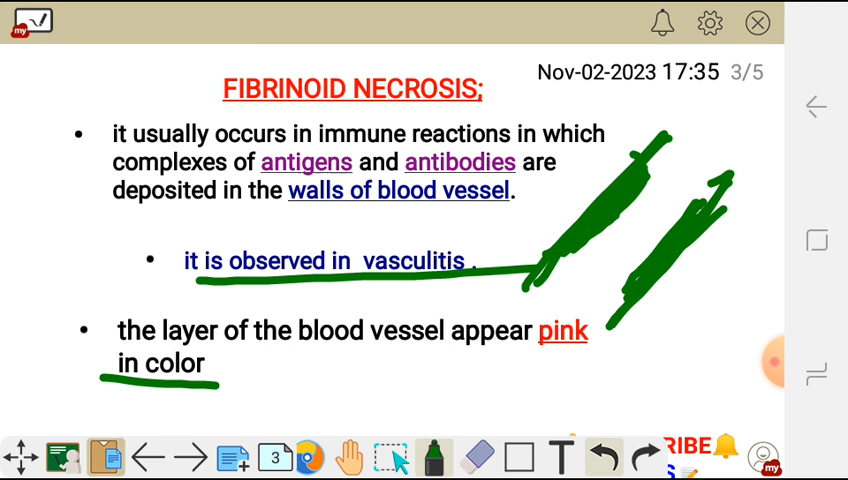 my
Nov-02-2023 17:35 3/5
FIBRINOID NECROSIS;
• it usually occurs in immune reactions in which
complexes of antigens and antibodies are
deposited in the walls of blood vessel.
• it is observed in vasculitis .
• the layer of the blood vessel appear pink
in color
3
T
RIBE
S
my